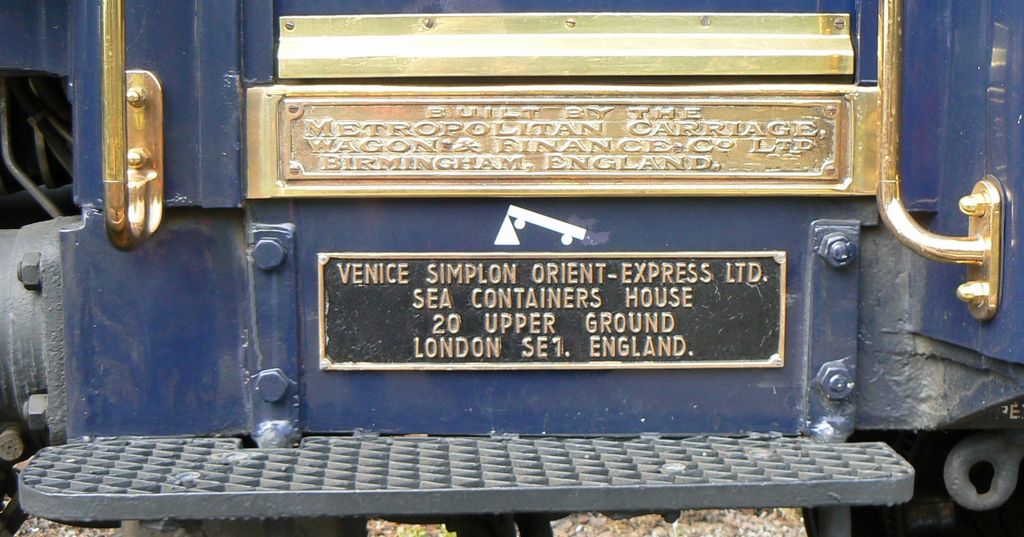 BUILT BY THE
METROPOLITAN CARRIAGE,
WAGON & FINANCE. Cº LTD
BIRMINGHAM, ENGLAND.
VENICE SIMPLON ORIENT-EXPRESS LTD.
SEA CONTAINERS HOUSE
20 UPPER GROUND
LONDON SE1. ENGLAND.